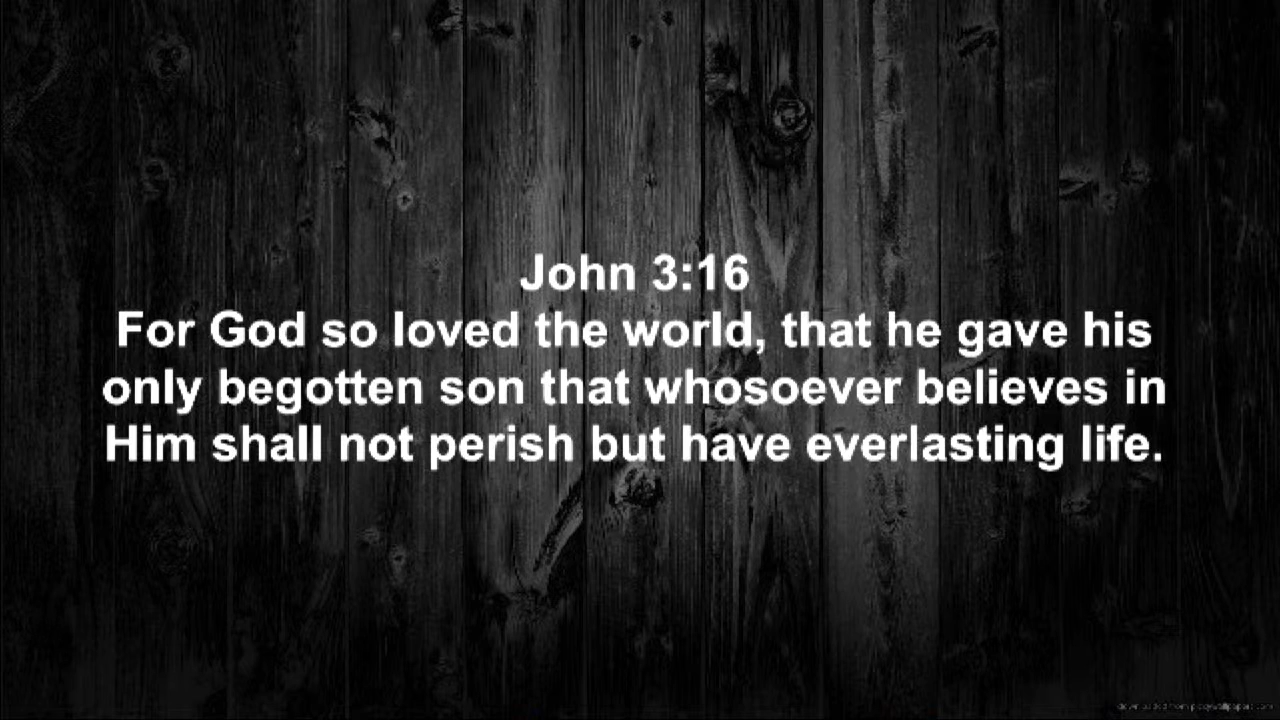 John 3:16
For God so loved the world, that he gave his
only begotten son that whosoever believes in
Him shall not perish but have everlasting life.